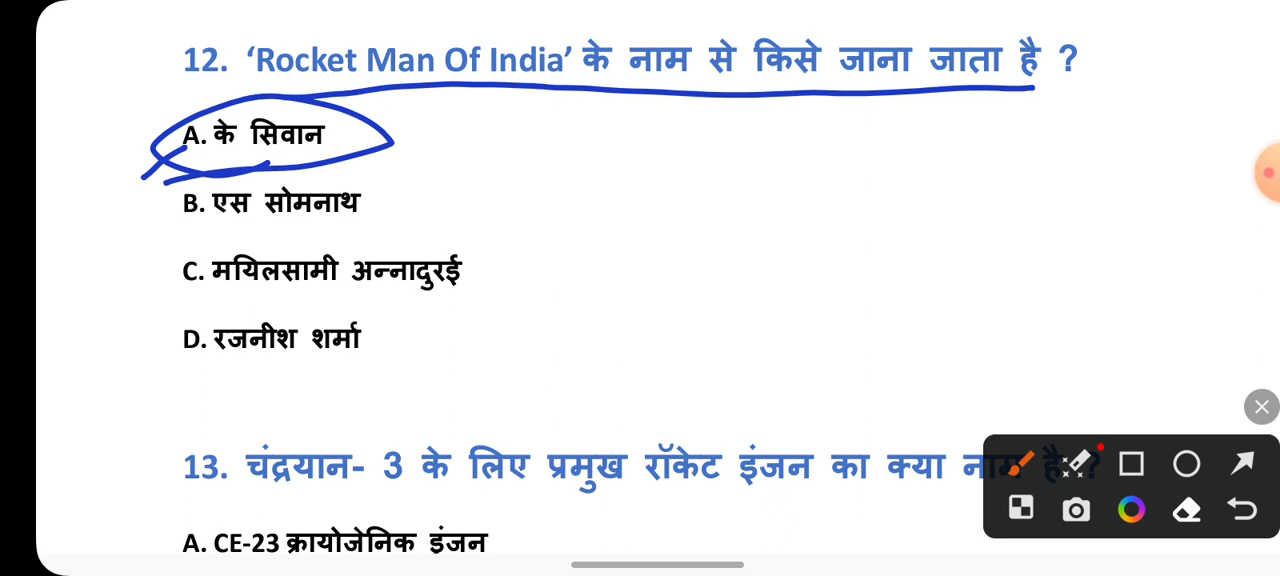 12. ‘Rocket Man Of India’ के नाम से किसे जाना जाता है ?
A. के सिवान
B. एस सोमनाथ
C. मयिलसामी अन्नादुरई
D. रजनीश शर्मा
13. चंद्रयान- 3 के लिए प्रमुख रॉकेट इंजन का क्या नाम है ?
A. CE-23 क्रायोजेनिक इंजन